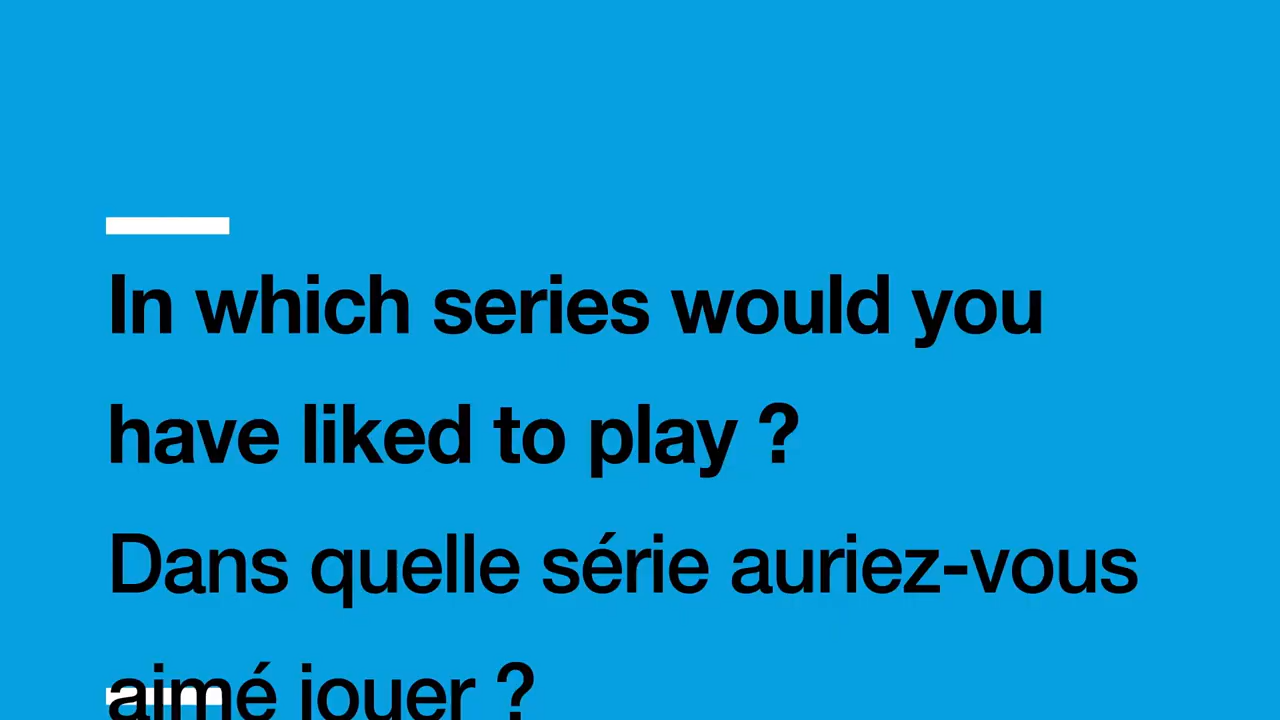 In which series would you
have liked to play ?
Dans quelle série auriez-vous
aimé jouer ?